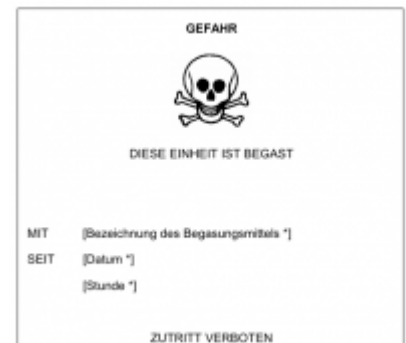 GEFAHR
DIESE EINHEIT IST BEGAST
MIT [Bezeichnung des Begasungsmittels *]
SEIT [Datum *]
[Stunde *]
ZUTRITT VERBOTEN